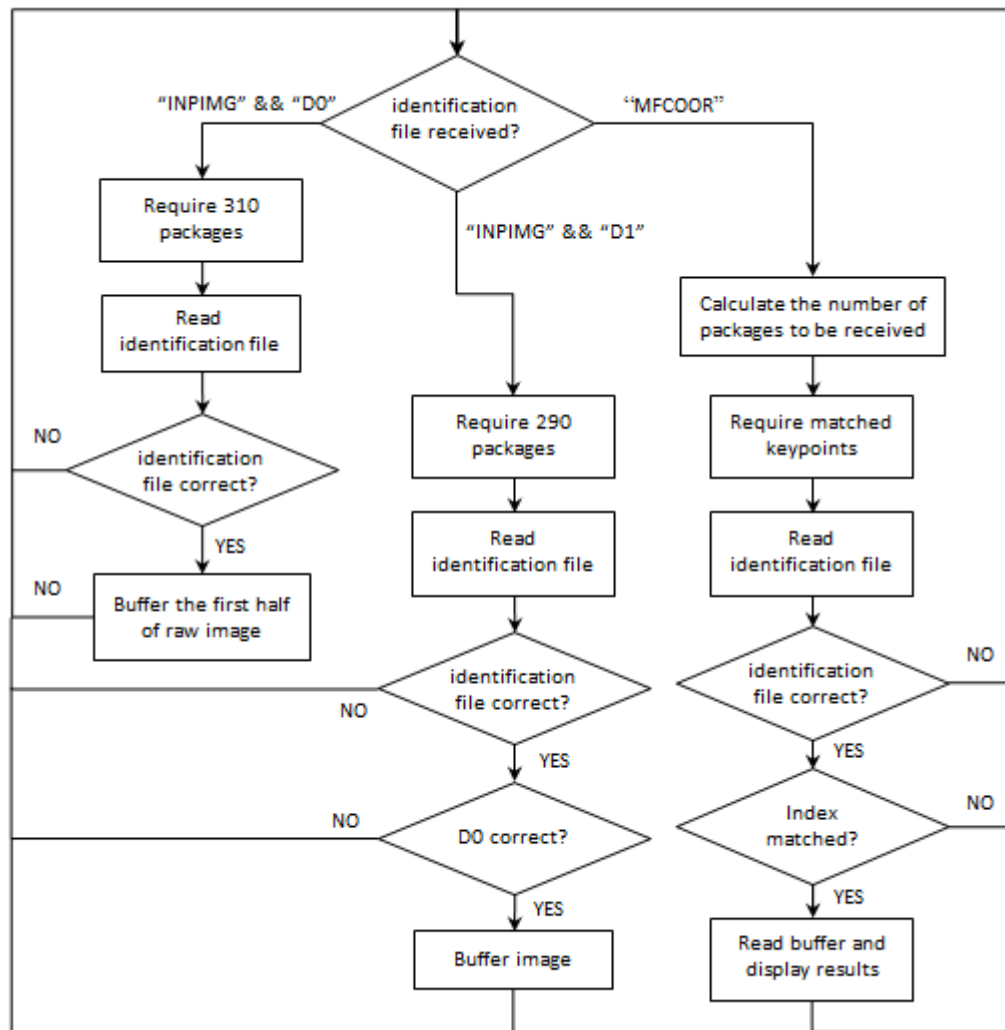 identification
file received?
“INPIMG” && “D0”
“MFCOOR”
“INPIMG” && “D1”
Require 310
packages
Read
identification file
NO
identification
file correct?
YES
NO
Buffer the first half
of raw image
Require 290
packages
Read
identification file
identification
file correct?
NO
YES
NO
D0 correct?
YES
Buffer image
Calculate the number of
packages to be received
Require matched
keypoints
Read
identification file
identification
file correct?
NO
YES
Index
matched?
NO
YES
Read buffer and
display results